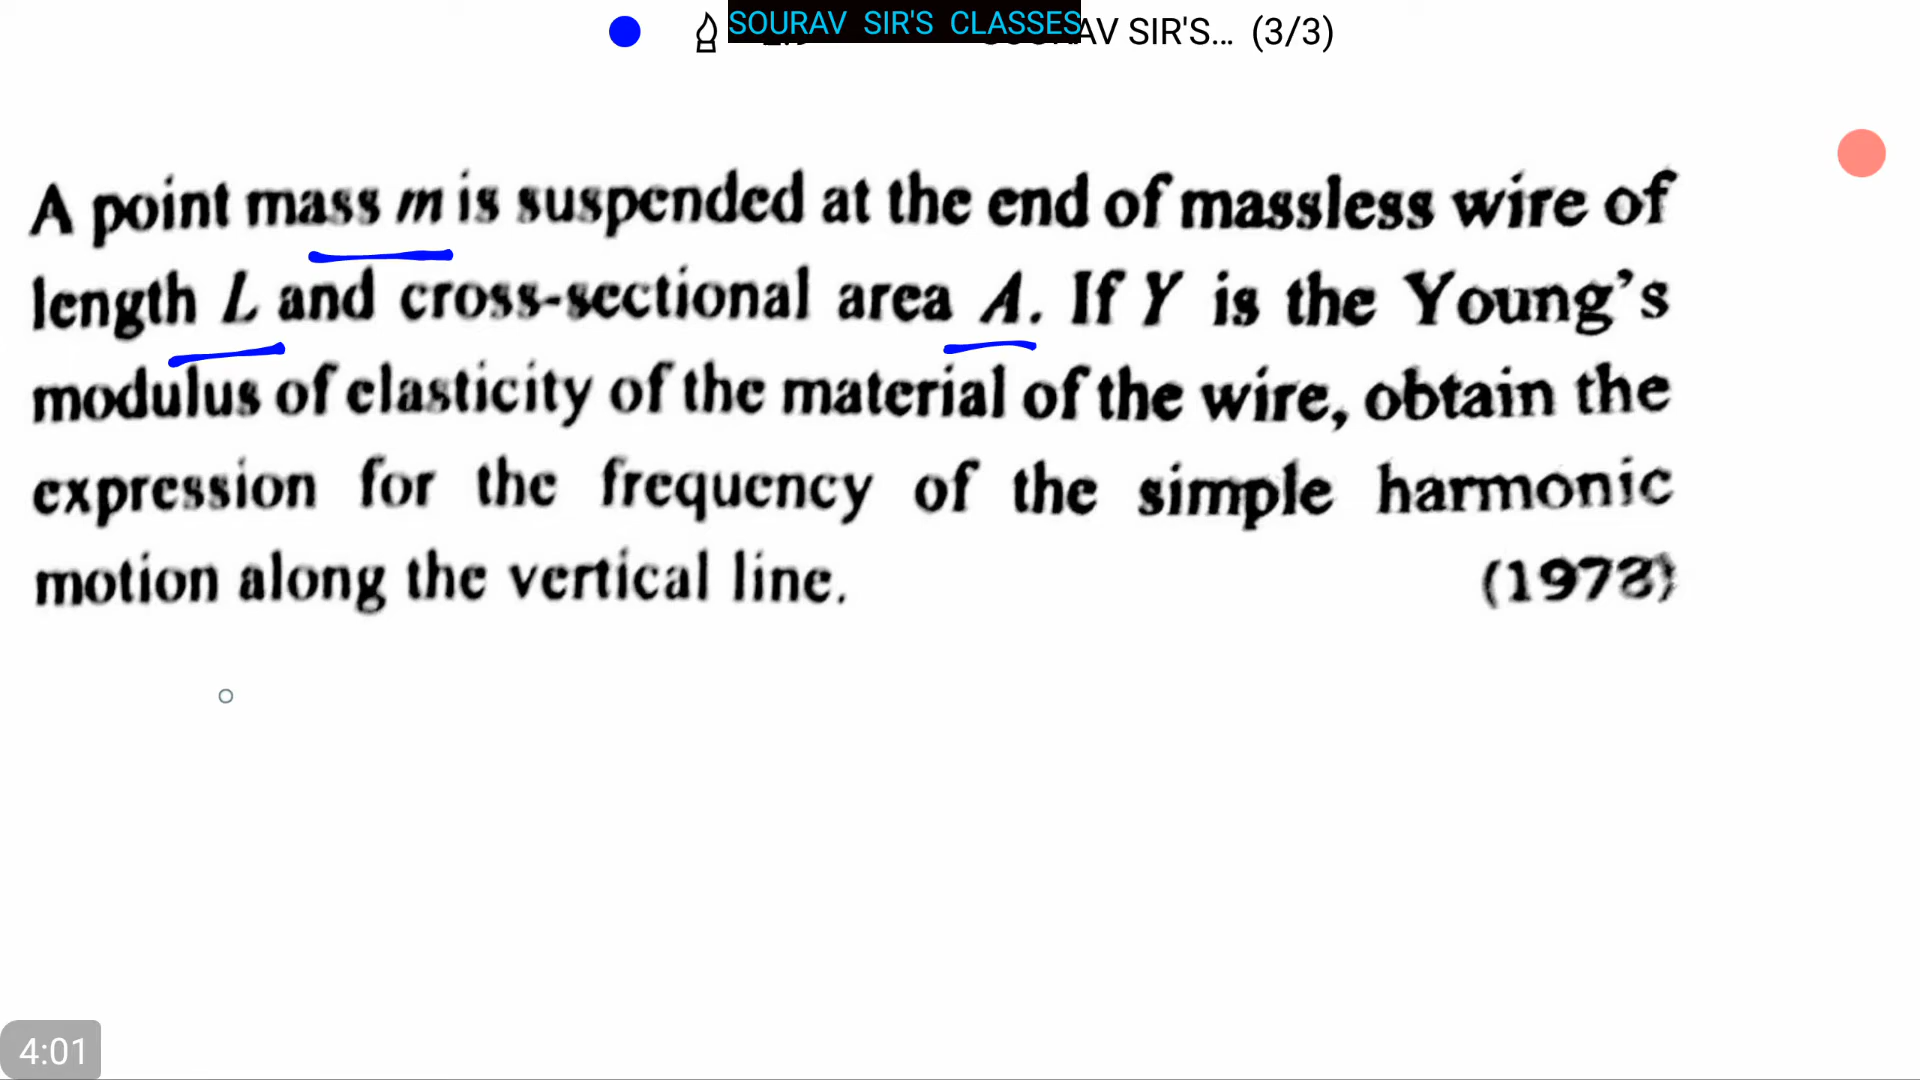 SOURAV SIR'S CLASSES
AV SIR'S... (3/3)
A point mass m is suspended at the end of massless wire of
length L and cross-sectional area A. If Y is the Young's
modulus of elasticity of the material of the wire, obtain the
expression for the frequency of the simple harmonic
motion along the vertical line. (1978)
4:01